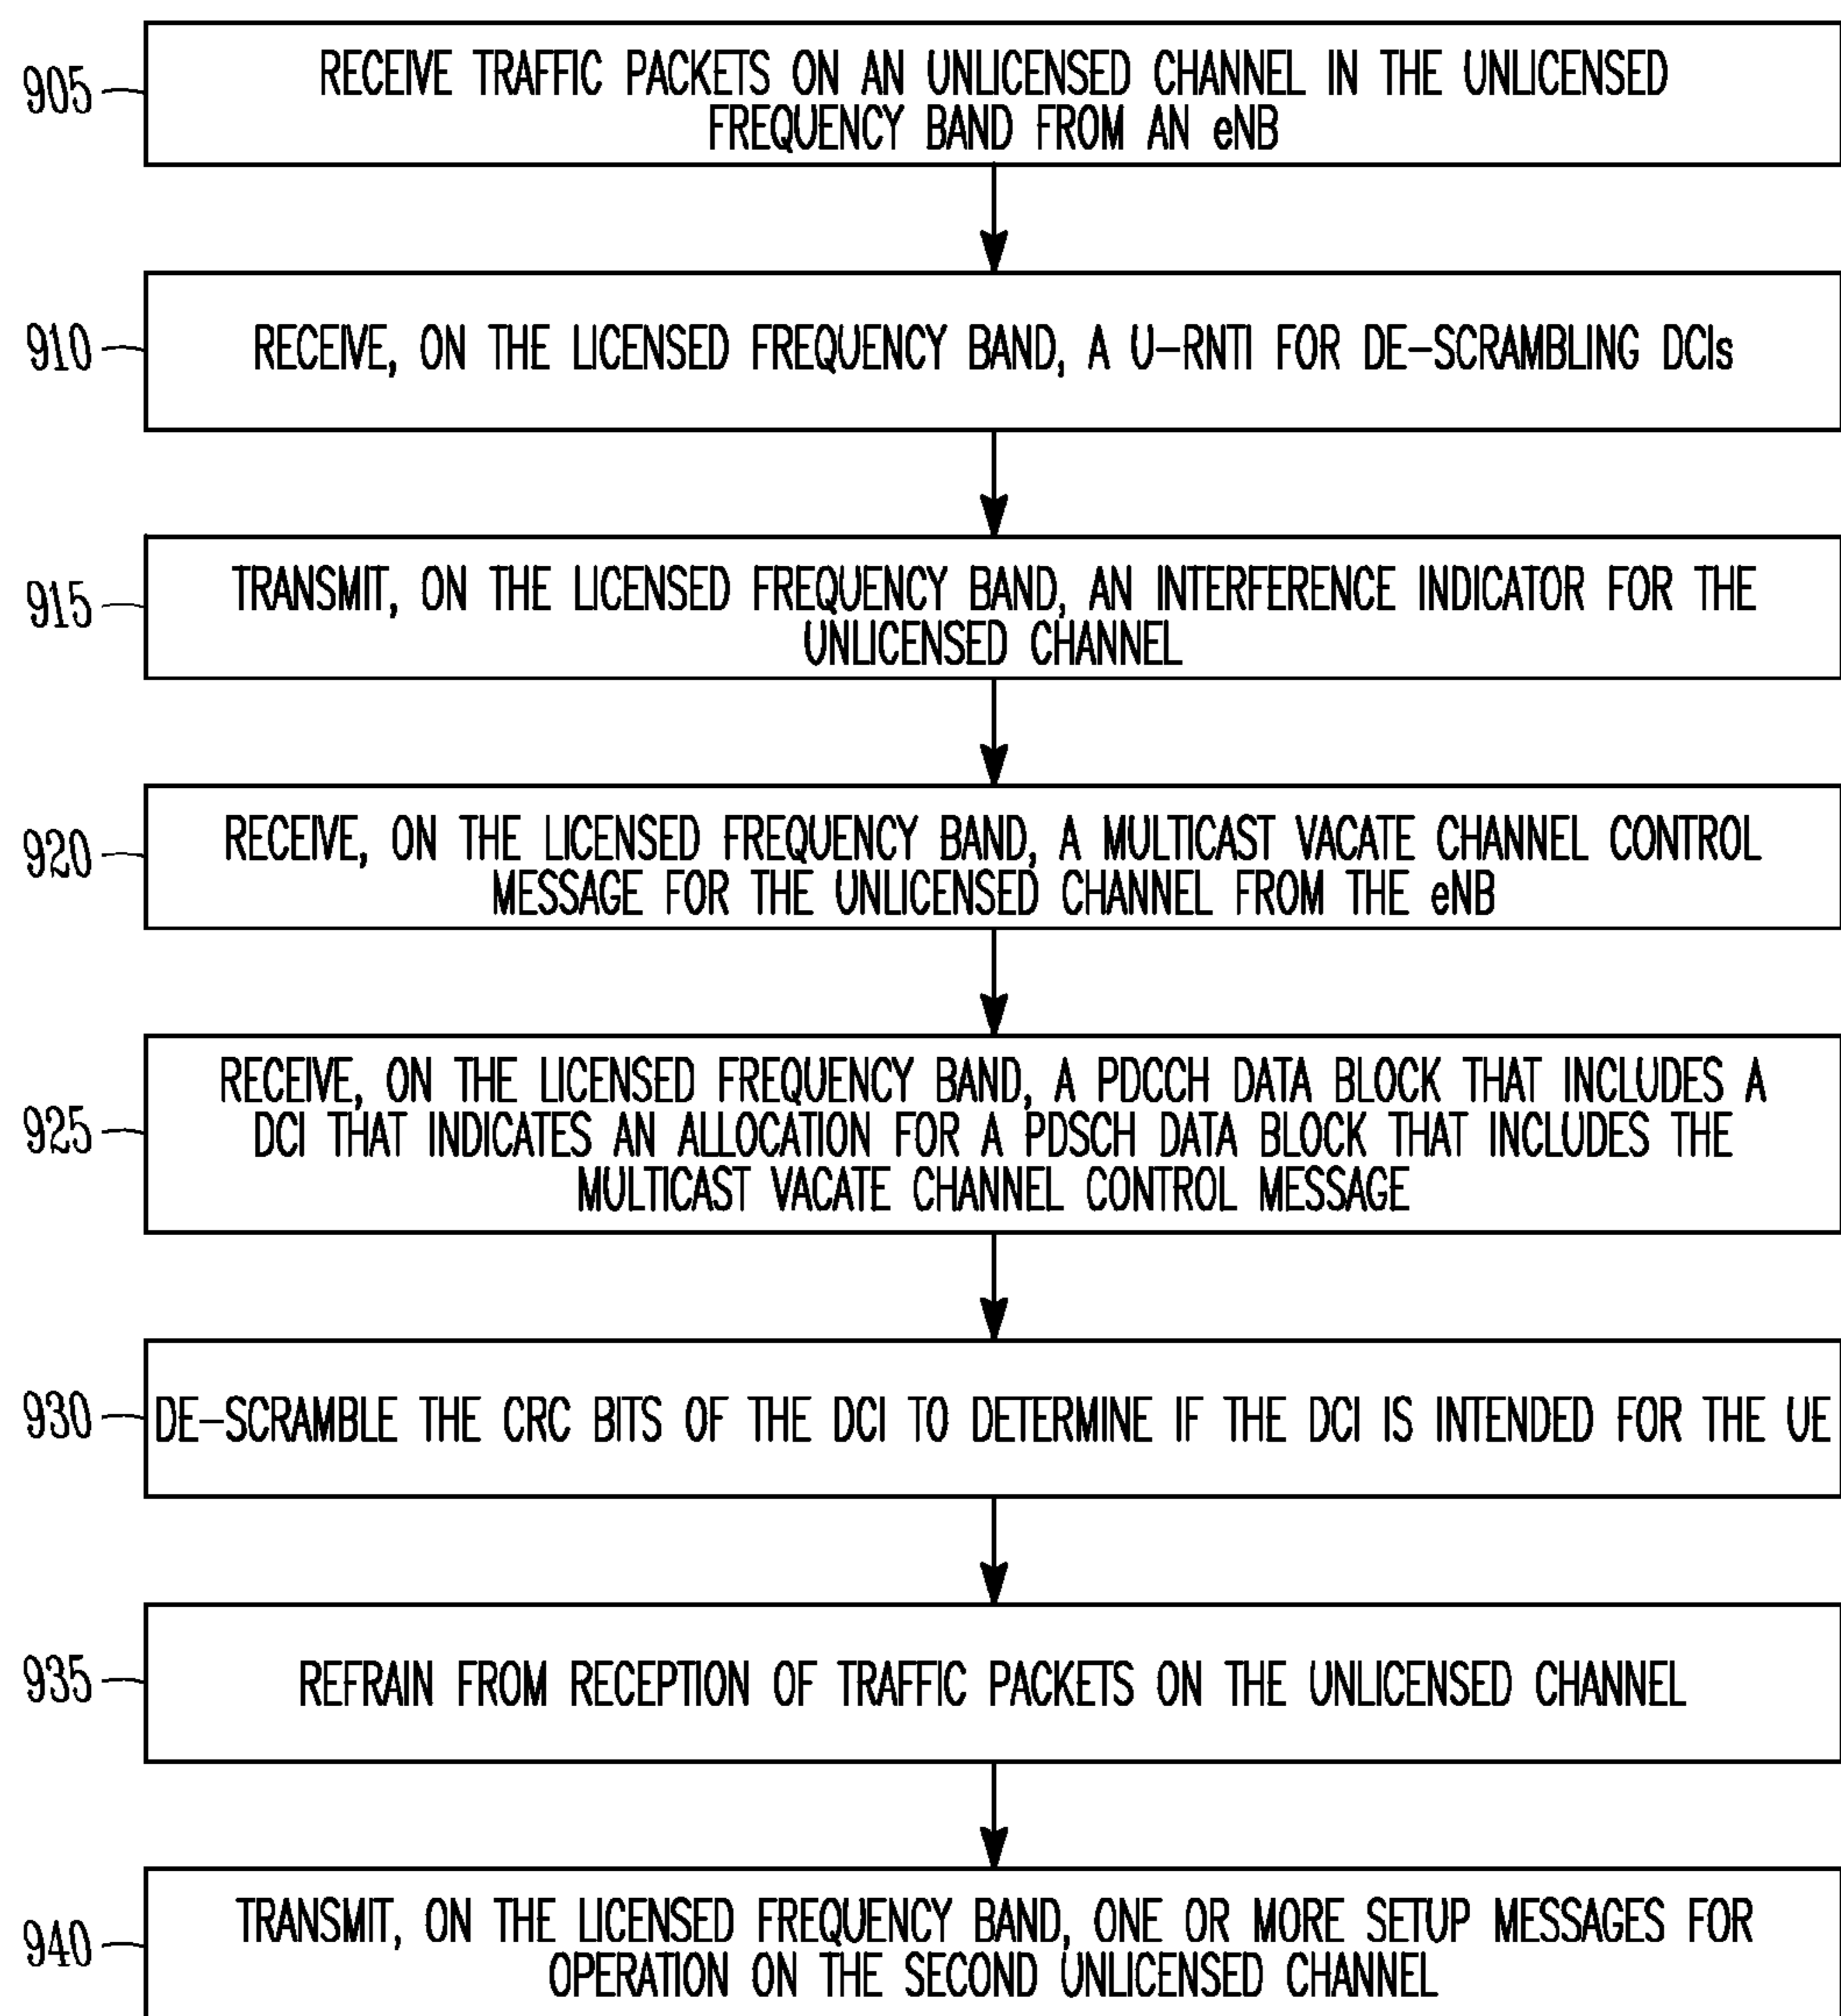 905
RECEIVE TRAFFIC PACKETS ON AN UNLICENSED CHANNEL IN THE UNLICENSED
FREQUENCY BAND FROM AN eNB
910
RECEIVE, ON THE LICENSED FREQUENCY BAND, A U-RNTI FOR DE-SCRAMBLING DCIs
915
TRANSMIT, ON THE LICENSED FREQUENCY BAND, AN INTERFERENCE INDICATOR FOR THE
UNLICENSED CHANNEL
920
RECEIVE, ON THE LICENSED FREQUENCY BAND, A MULTICAST VACATE CHANNEL CONTROL
MESSAGE FOR THE UNLICENSED CHANNEL FROM THE eNB
925
RECEIVE, ON THE LICENSED FREQUENCY BAND, A PDCCH DATA BLOCK THAT INCLUDES A
DCI THAT INDICATES AN ALLOCATION FOR A PDSCH DATA BLOCK THAT INCLUDES THE
MULTICAST VACATE CHANNEL CONTROL MESSAGE
930
DE-SCRAMBLE THE CRC BITS OF THE DCI TO DETERMINE IF THE DCI IS INTENDED FOR THE UE
935
REFRAIN FROM RECEPTION OF TRAFFIC PACKETS ON THE UNLICENSED CHANNEL
940
TRANSMIT, ON THE LICENSED FREQUENCY BAND, ONE OR MORE SETUP MESSAGES FOR
OPERATION ON THE SECOND UNLICENSED CHANNEL